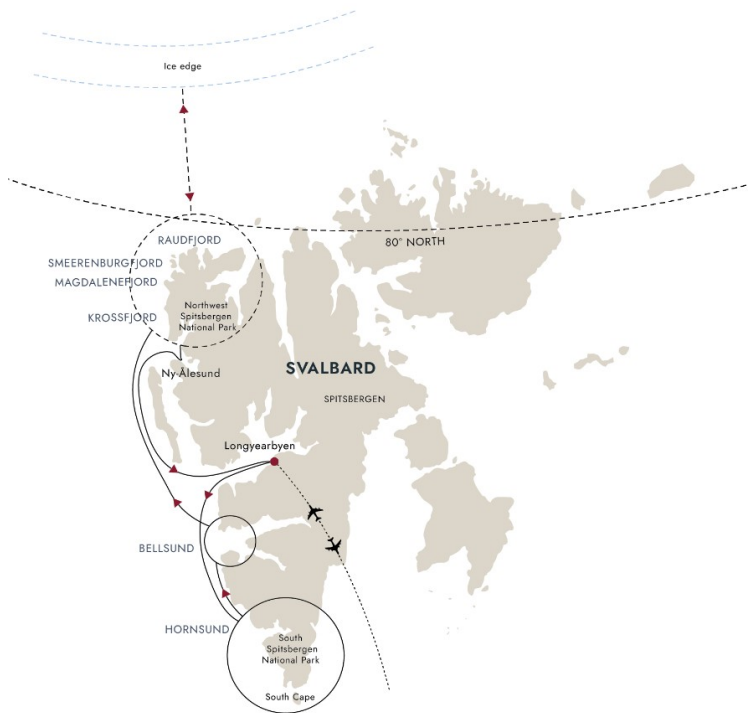 Ice edge
80° NORTH
RAUDFJORD
SMEERENBURGFJORD
MAGDALENEFJORD
KROSSFJORD
Northwest
Spitsbergen
National Park
Ny-Ålesund
SVALBARD
SPITSBERGEN
Longyearbyen
BELLSUND
HORNSUND
South
Spitsbergen
National Park
South Cape